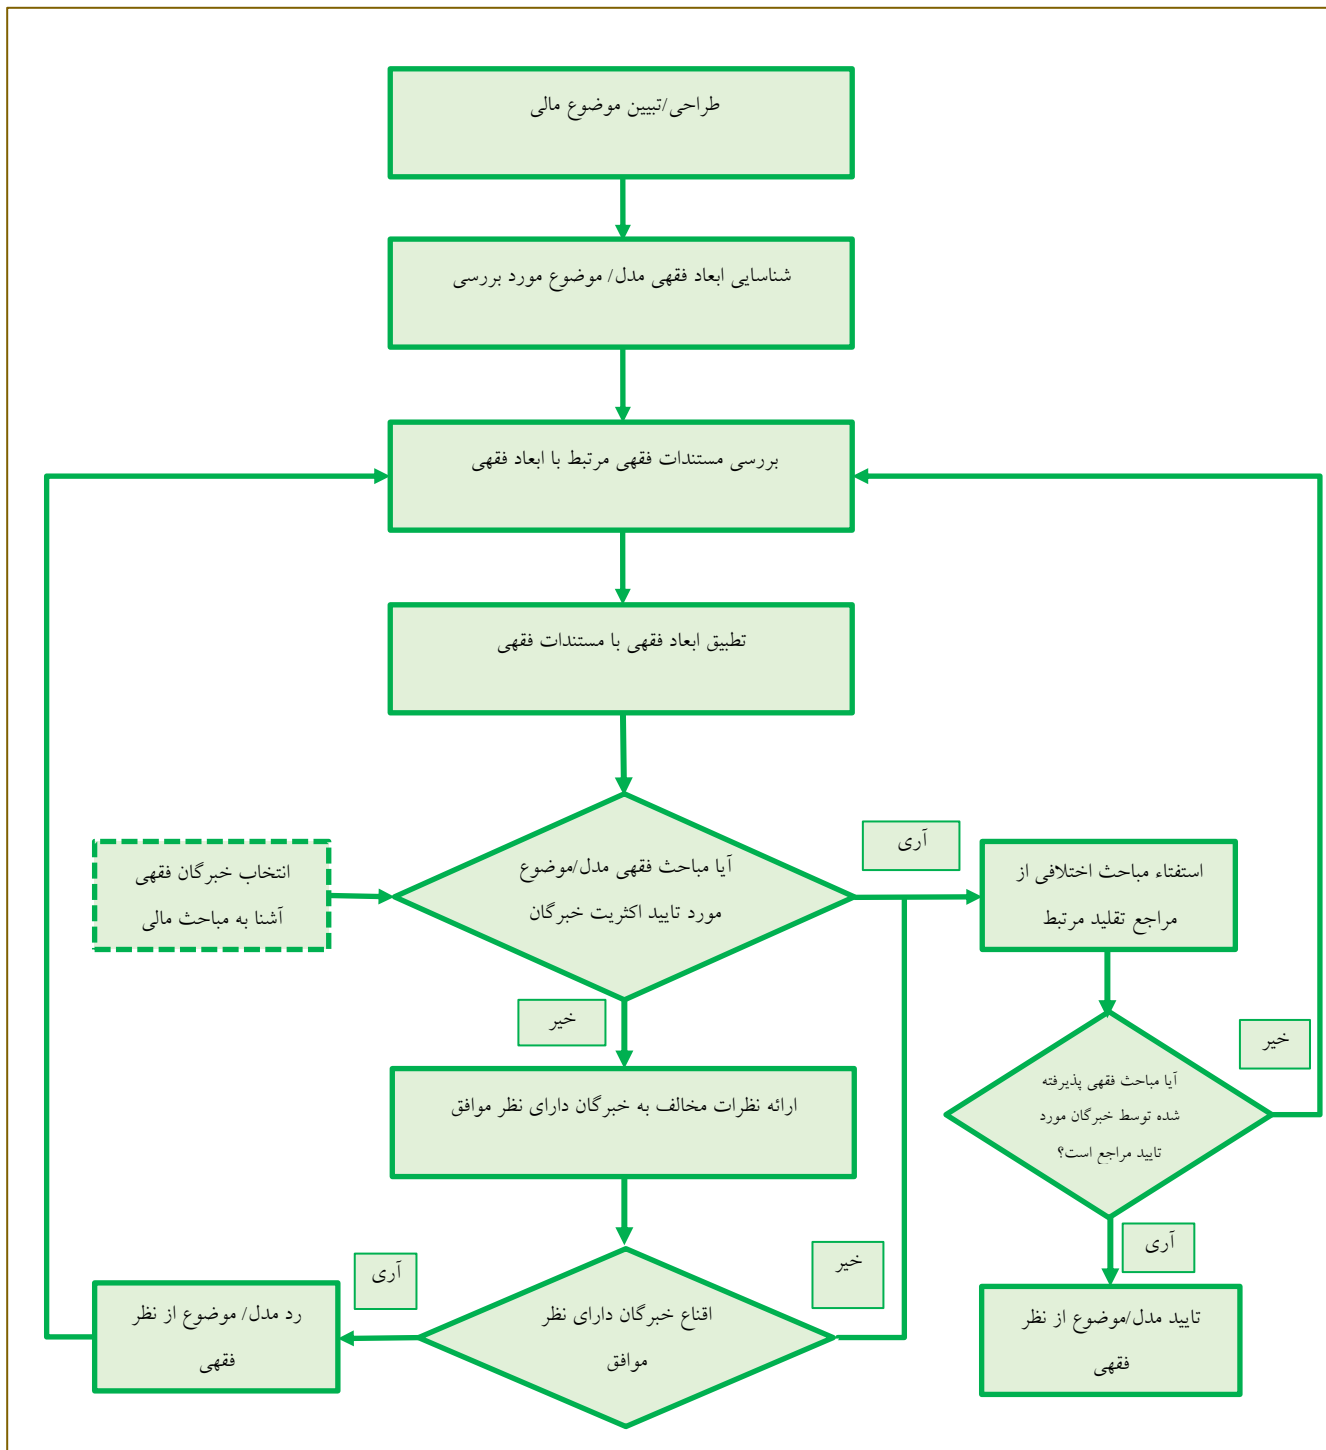 طراحی/تبیین موضوع مالی
شناسایی ابعاد فقهی مدل/ موضوع مورد بررسی
بررسی مستندات فقهی مرتبط با ابعاد فقهی
تطبیق ابعاد فقهی با مستندات فقهی
آیا مباحث فقهی مدل/موضوع
مورد تایید اکثریت خبرگان
انتخاب خبرگان فقهی
آشنا به مباحث مالی
آری
استفتاء مباحث اختلافی از
مراجع تقلید مرتبط
خیر
ارائه نظرات مخالف به خبرگان دارای نظر موافق
آیا مباحث فقهی پذیرفته
شده توسط خبرگان مورد
تایید مراجع است؟
خیر
آری
تایید مدل/موضوع از نظر
فقهی
اقناع خبرگان دارای نظر
موافق
خیر
آری
رد مدل/ موضوع از نظر
فقهی